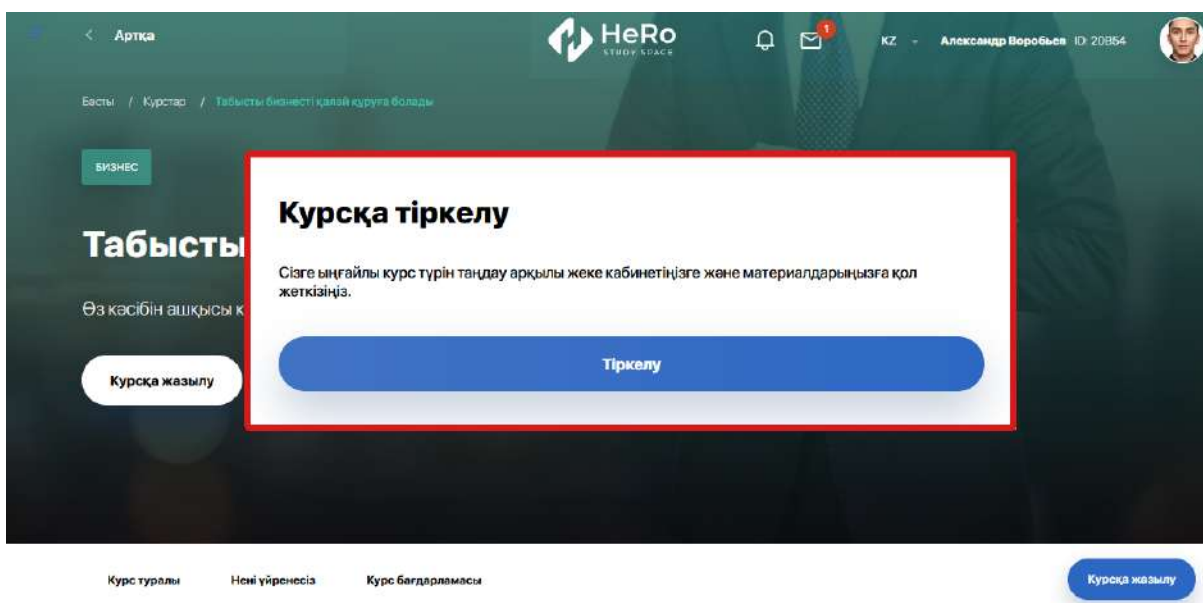 Артқа
HeRo
STUDY SPACE
1
KZ
Александр Воробьев ID: 20854
Басты / Курстар / Табысты бизнесті қалай құруға болады
БИЗНЕС
Курсқа тіркелу
Табысты
Сізге ыңғайлы курс түрін таңдау арқылы жеке кабинетіңізге және материалдарыңызға қол
жеткізіңіз.
Өз кәсібін ашқысы к
Тіркелу
Курсқа жазылу
Курс туралы
Нені үйренесіз
Курс бағдарламасы
Курсқа жазылу